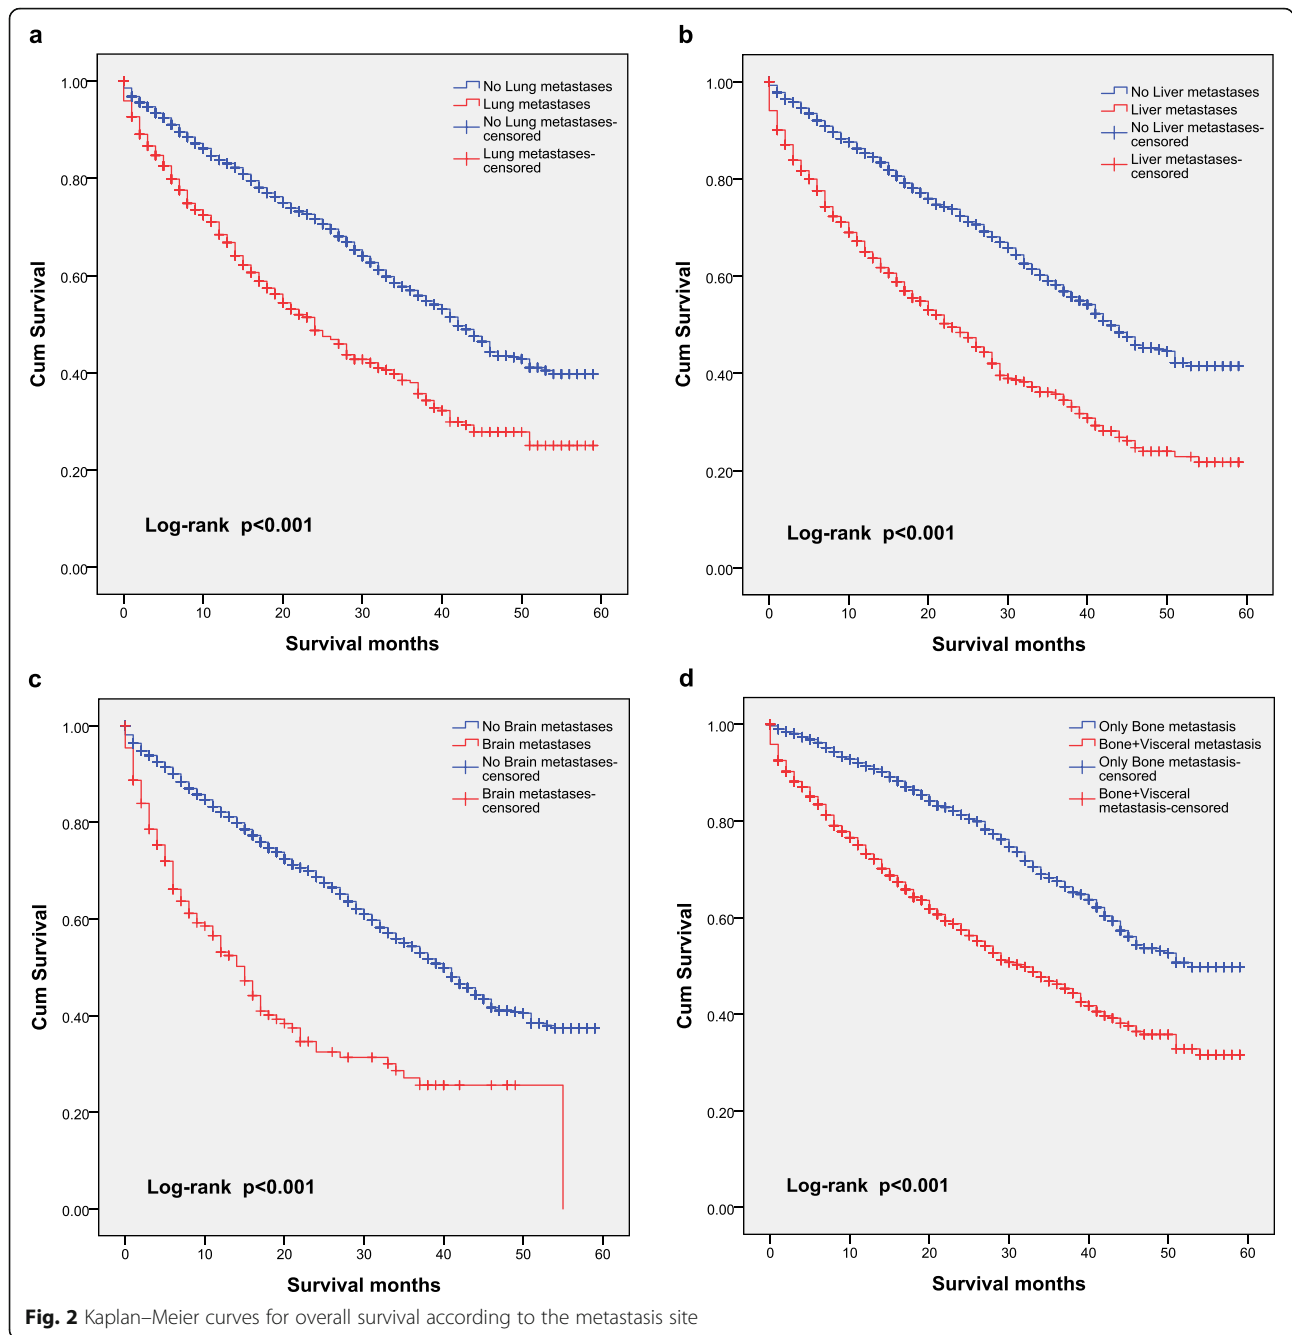 a
1.00
0.80
0.60
0.40
0.20
0.00
Cum Survival
No Lung metastases
Lung metastases
No Lung metastases-
censored
Lung metastases-
censored
Log-rank p<0.001
0 10 20 30 40 50 60
Survival months
b
1.00
0.80
0.60
0.40
0.20
0.00
Cum Survival
No Liver metastases
Liver metastases
No Liver metastases-
censored
Liver metastases-
censored
Log-rank p<0.001
0 10 20 30 40 50 60
Survival months
c
1.00
0.80
0.60
0.40
0.20
0.00
Cum Survival
No Brain metastases
Brain metastases
No Brain metastases-
censored
Brain metastases-
censored
Log-rank p<0.001
0 10 20 30 40 50 60
Survival months
d
1.00
0.80
0.60
0.40
0.20
0.00
Cum Survival
Only Bone metastasis
Bone+Visceral metastasis
Only Bone metastasis-
censored
Bone+Visceral
metastasis-censored
Log-rank p<0.001
0 10 20 30 40 50 60
Survival months
Fig. 2 Kaplan–Meier curves for overall survival according to the metastasis site